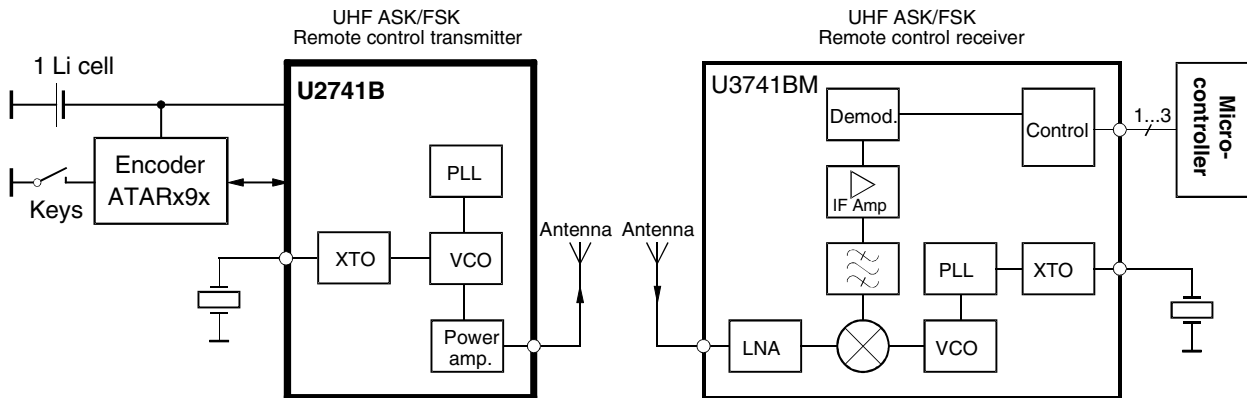 UHF ASK/FSK
Remote control transmitter
1 Li cell
U2741B
Encoder
ATARx9x
Keys
PLL
XTO
VCO
Power
amp.
Antenna
UHF ASK/FSK
Remote control receiver
Antenna
U3741BM
Demod.
Control
1...3
Micro-
controller
IF Amp
PLL
XTO
LNA
VCO